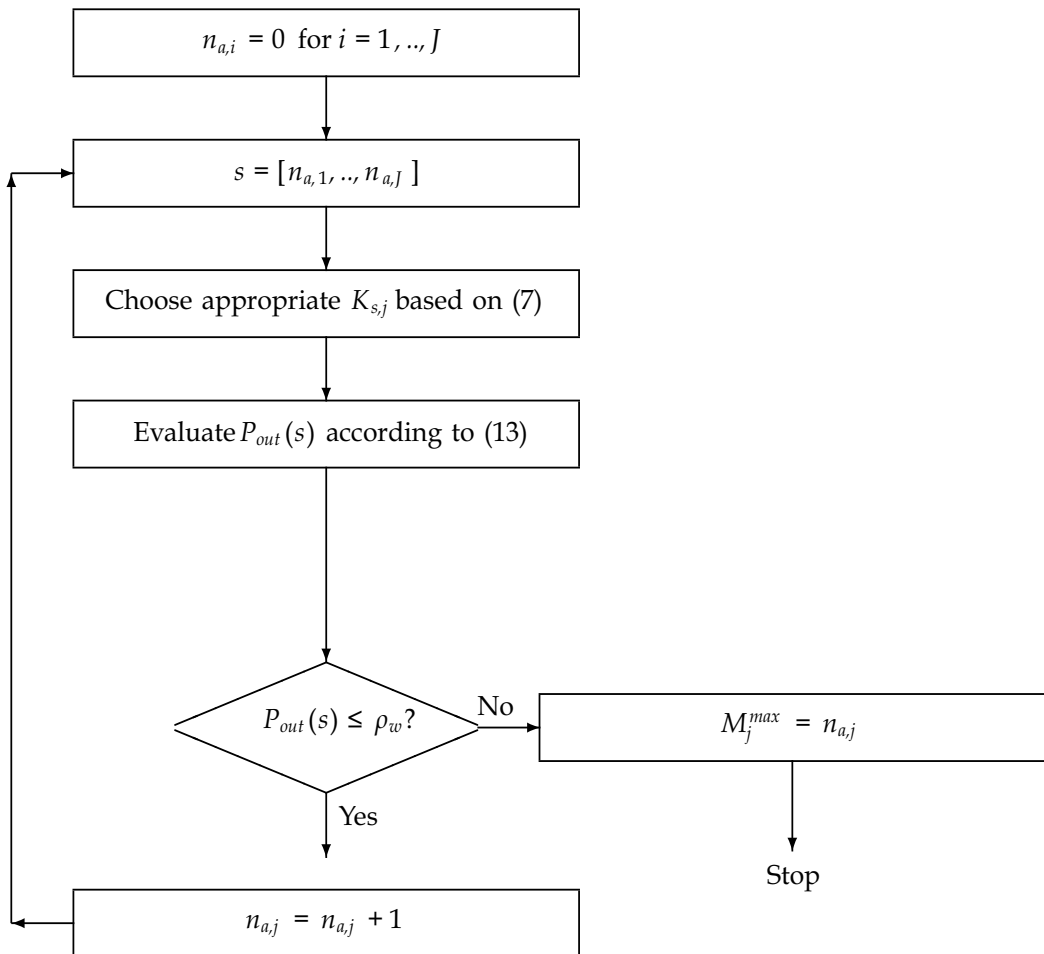 n_{a,i} = 0 for i = 1, .., J
s = [n_{a,1}, .., n_{a,J}]
Choose appropriate K_{s,j} based on (7)
Evaluate P_{out}(s) according to (13)
P_{out}(s) ≤ ρ_w?
No
M_j^{max} = n_{a,j}
Yes
Stop
n_{a,j} = n_{a,j} + 1